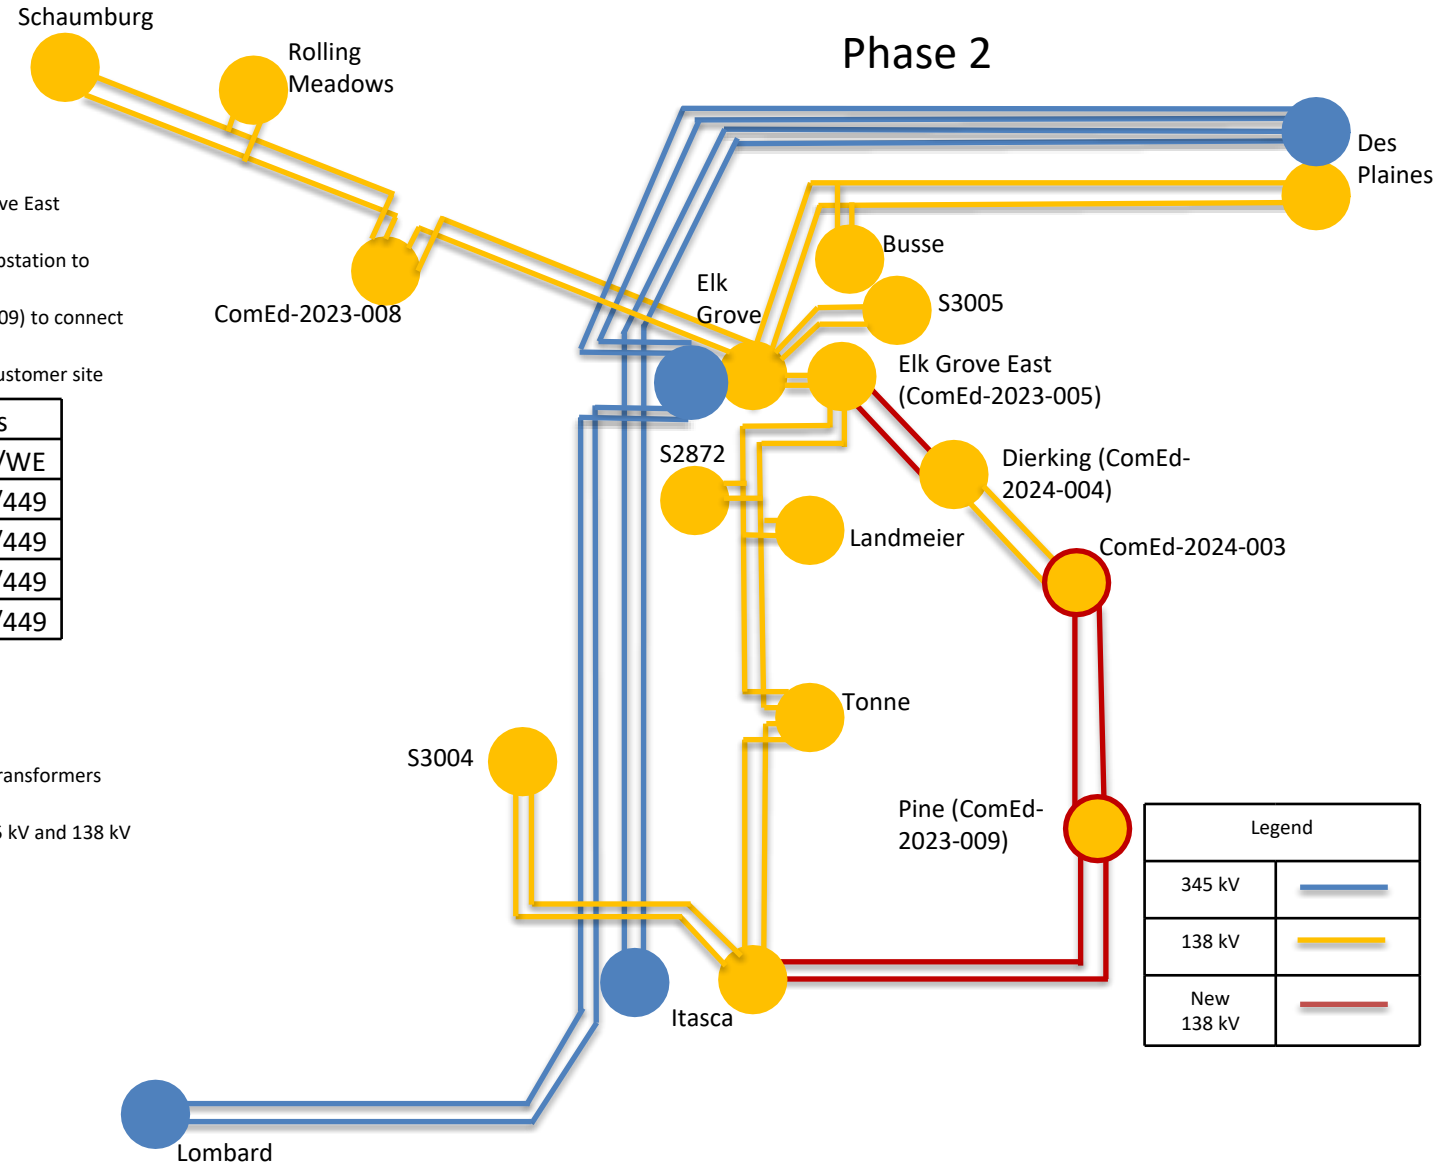 Schaumburg
Rolling
Meadows
Phase 2
Des
Plaines
ve East
bstation to
09) to connect
ustomer site
s
/WE
/449
/449
/449
/449
ransformers
5 kV and 138 kV
ComEd-2023-008
Elk
Grove
Busse
S3005
Elk Grove East
(ComEd-2023-005)
S2872
Dierking (ComEd-
2024-004)
Landmeier
ComEd-2024-003
Tonne
S3004
Pine (ComEd-
2023-009)
Itasca
Lombard
Legend
345 kV
138 kV
New
138 kV